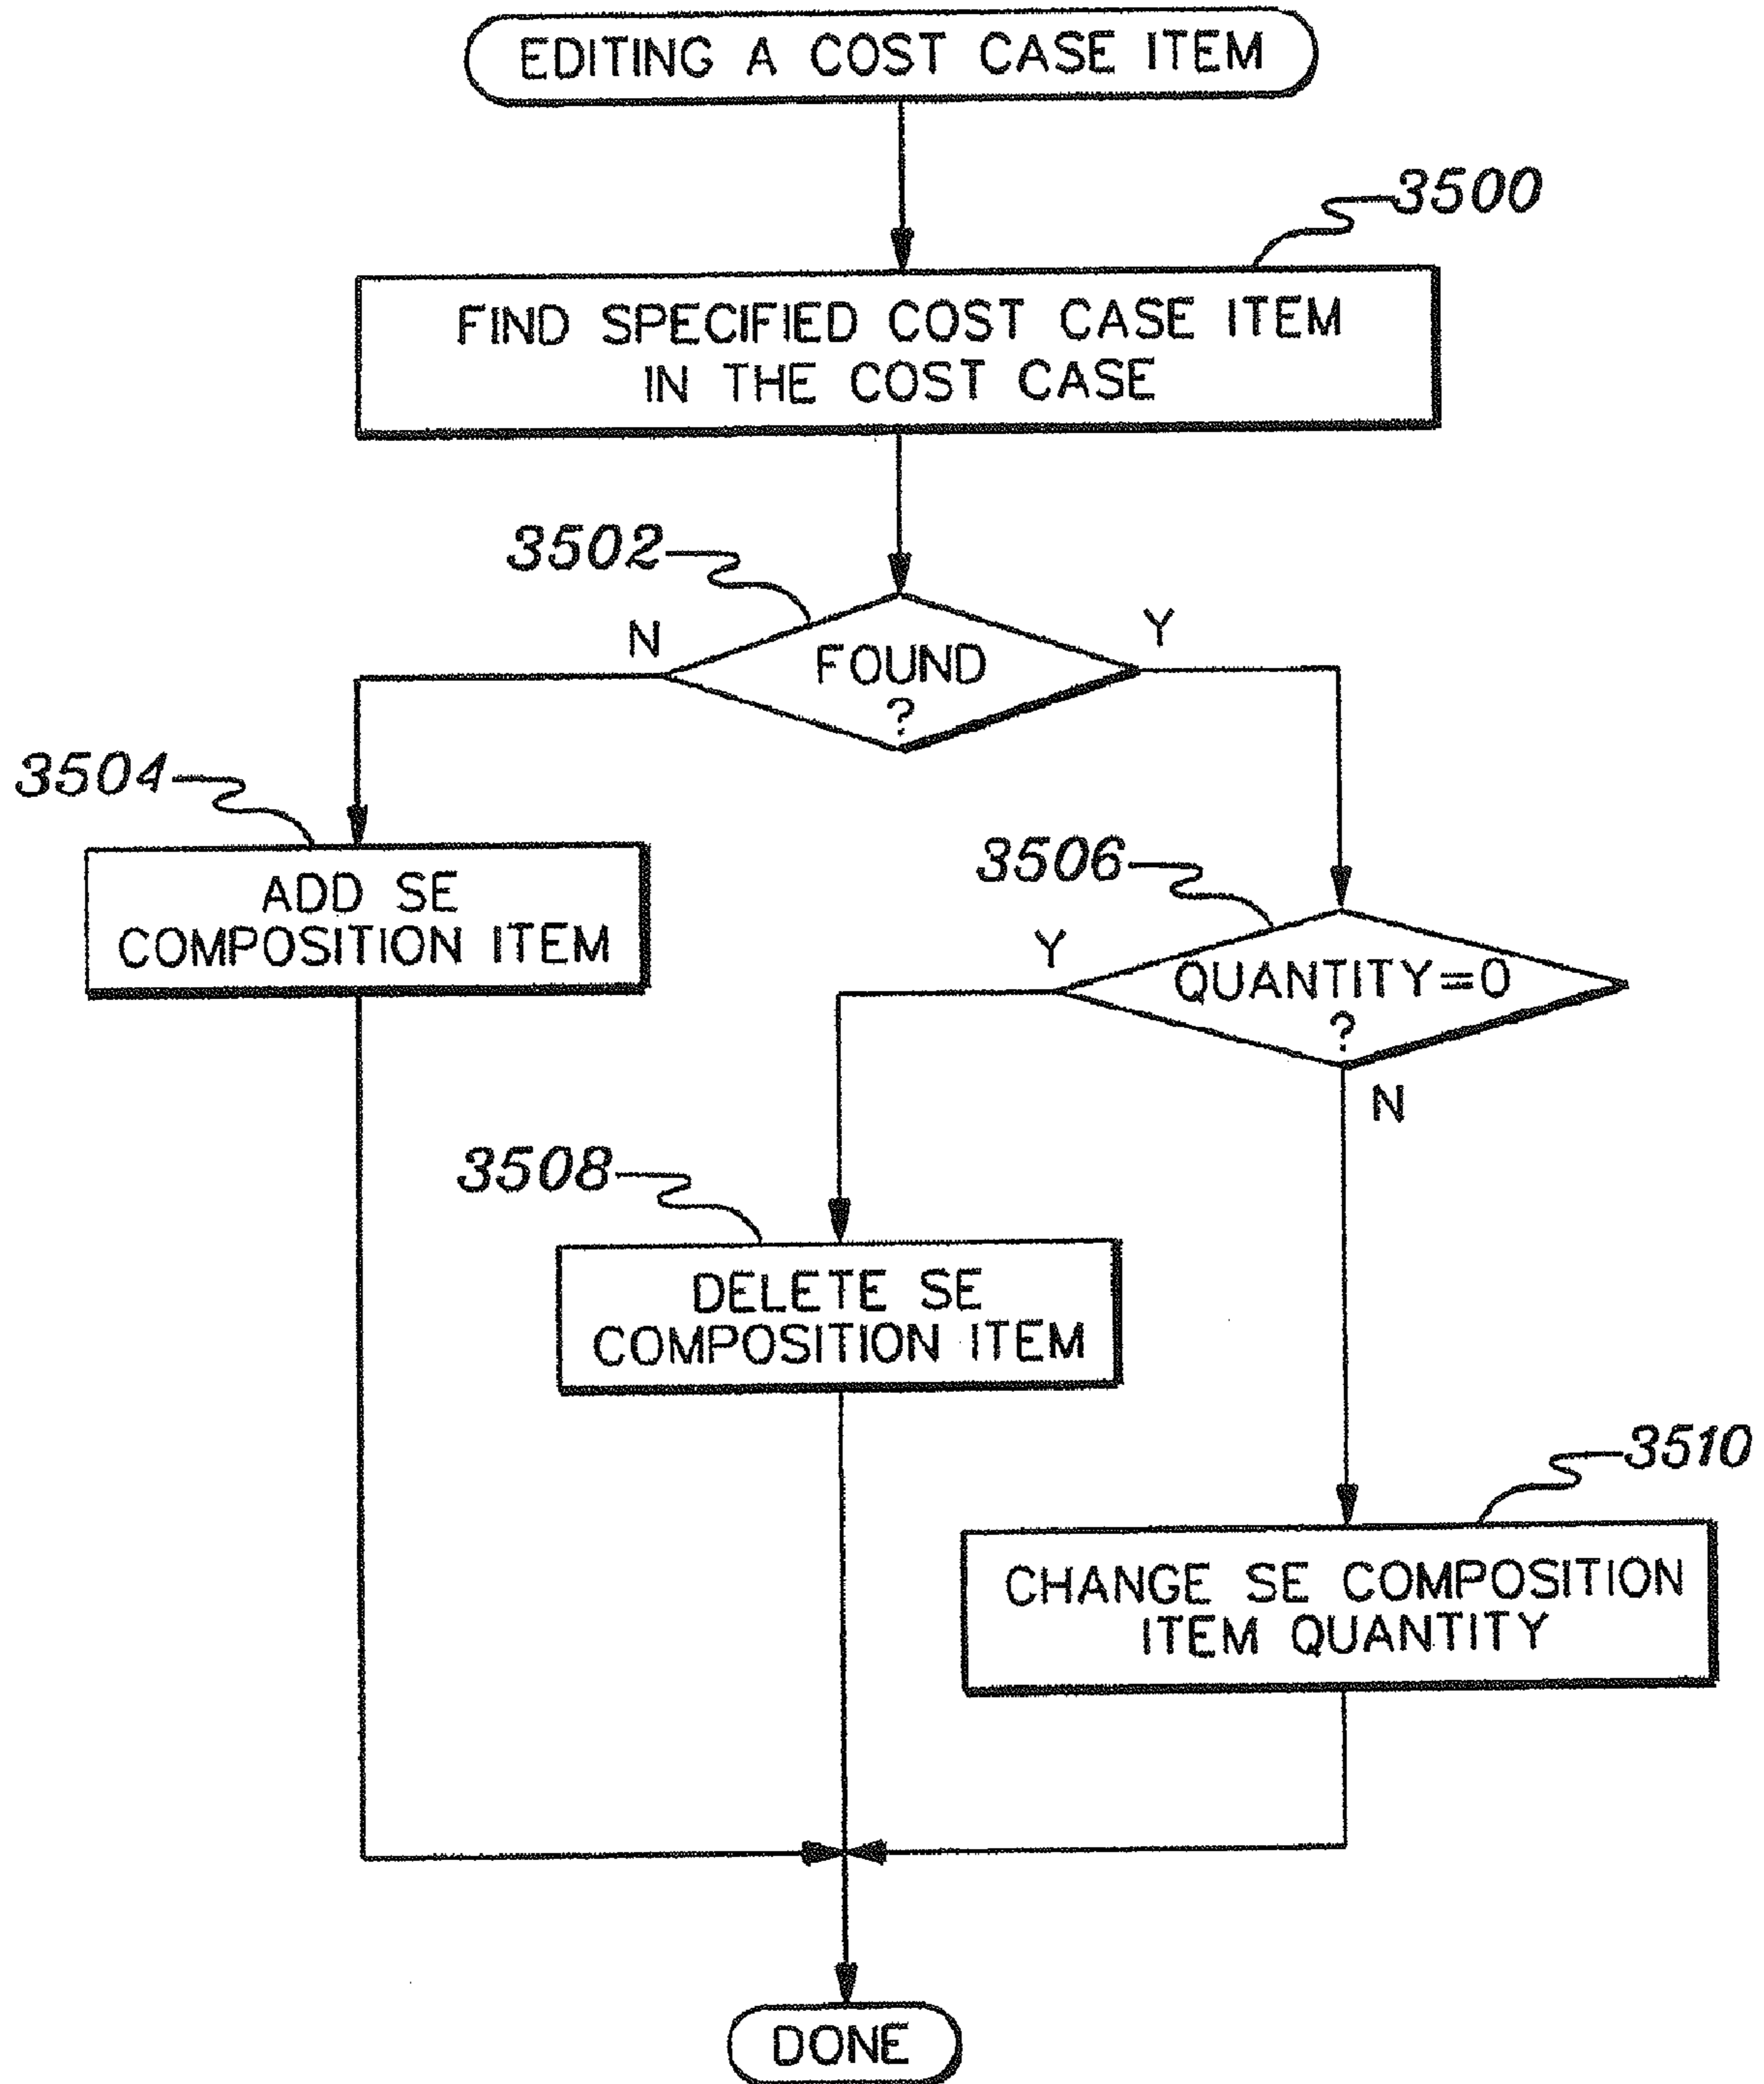 EDITING A COST CASE ITEM
3500
FIND SPECIFIED COST CASE ITEM
IN THE COST CASE
3502
N
Y
FOUND
?
3504
ADD SE
COMPOSITION ITEM
3506
Y
QUANTITY=0
?
N
3508
DELETE SE
COMPOSITION ITEM
3510
CHANGE SE COMPOSITION
ITEM QUANTITY
DONE